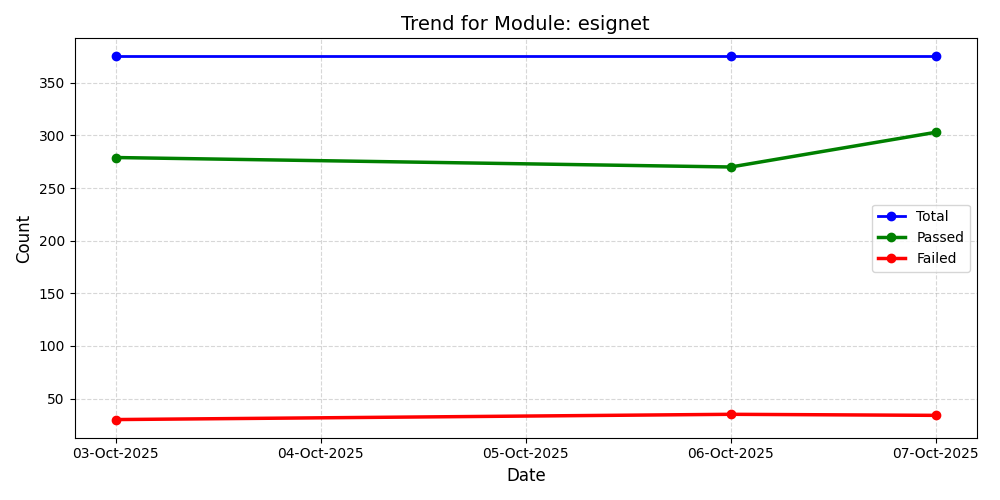 Trend for Module: esignet
Count
350
300
250
200
150
100
50
Total
Passed
Failed
03-Oct-2025
04-Oct-2025
05-Oct-2025
06-Oct-2025
07-Oct-2025
Date